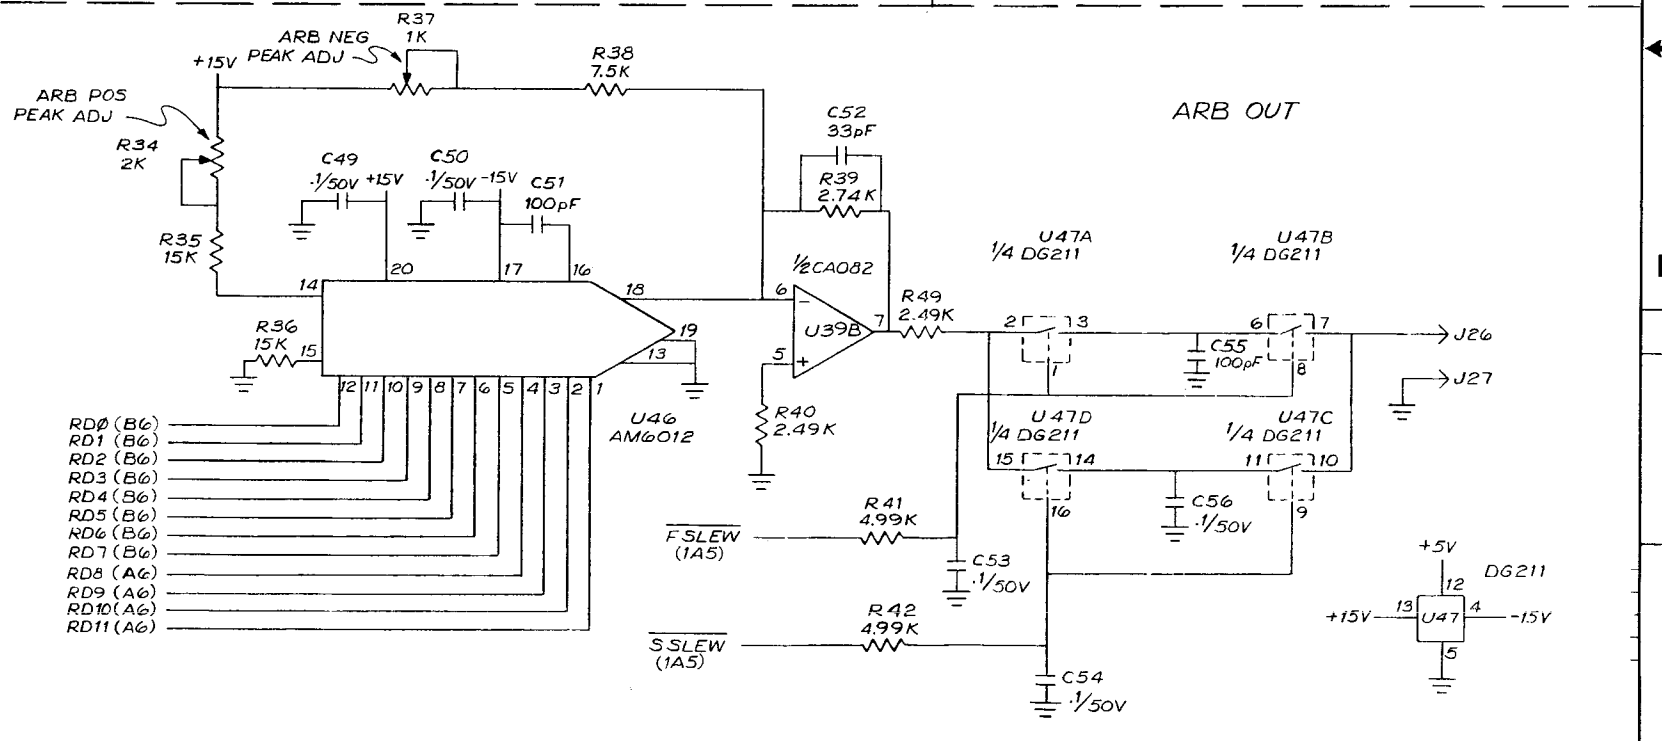 R37
1K
ARB NEG
PEAK ADJ
+15V
R38
7.5K
ARB POS
PEAK ADJ
R34
2K
ARB OUT
C52
33pF
R39
2.74K
C49
.1/50V
+15V
C50
.1/50V
-15V
C51
100pF
R35
15K
14
20
17
16
18
19
13
R36
15K
15
12 11 10 9 8 7 6 5 4 3 2 1
U46
AM6012
1/2CA082
6
−
U39B
7
5
+
R40
2.49K
R49
2.49K
U47A
1/4 DG211
U47B
1/4 DG211
2
3
1
C55
100pF
6
7
8
J26
J27
U47D
1/4 DG211
U47C
1/4 DG211
15
14
16
C56
.1/50V
11
10
9
RDØ (B6)
RD1 (B6)
RD2 (B6)
RD3 (B6)
RD4 (B6)
RD5 (B6)
RD6 (B6)
RD7 (B6)
RD8 (A6)
RD9 (A6)
RD10 (A6)
RD11 (A6)
FSLEW
(1A5)
R41
4.99K
C53
.1/50V
SSLEW
(1A5)
R42
4.99K
C54
.1/50V
+5V
12
DG211
+15V
13
U47
4
-15V
5